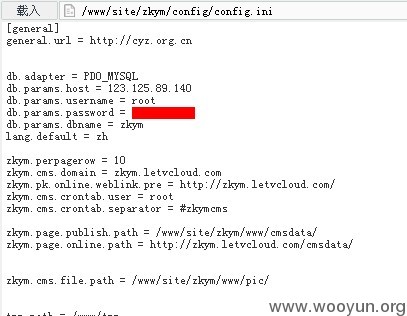 载入 /www/site/zkym/config/config.ini
[general]
general.url = http://cyz.org.cn
db.adapter = PDO_MYSQL
db.params.host = 123.125.89.140
db.params.username = root
db.params.password =
db.params.dbname = zkym
lang.default = zh
zkym.perpagerow = 10
zkym.cms.domain = zkym.letvcloud.com
zkym.pk.online.weblink.pre = http://zkym.letvcloud.com/
zkym.cms.crontab.user = root
zkym.cms.crontab.separator = #zkymcms
zkym.page.publish.path = /www/site/zkym/www/cmsdata/
zkym.page.online.path = http://zkym.letvcloud.com/cmsdata/
zkym.cms.file.path = /www/site/zkym/www/pic/
www.wooyun.org